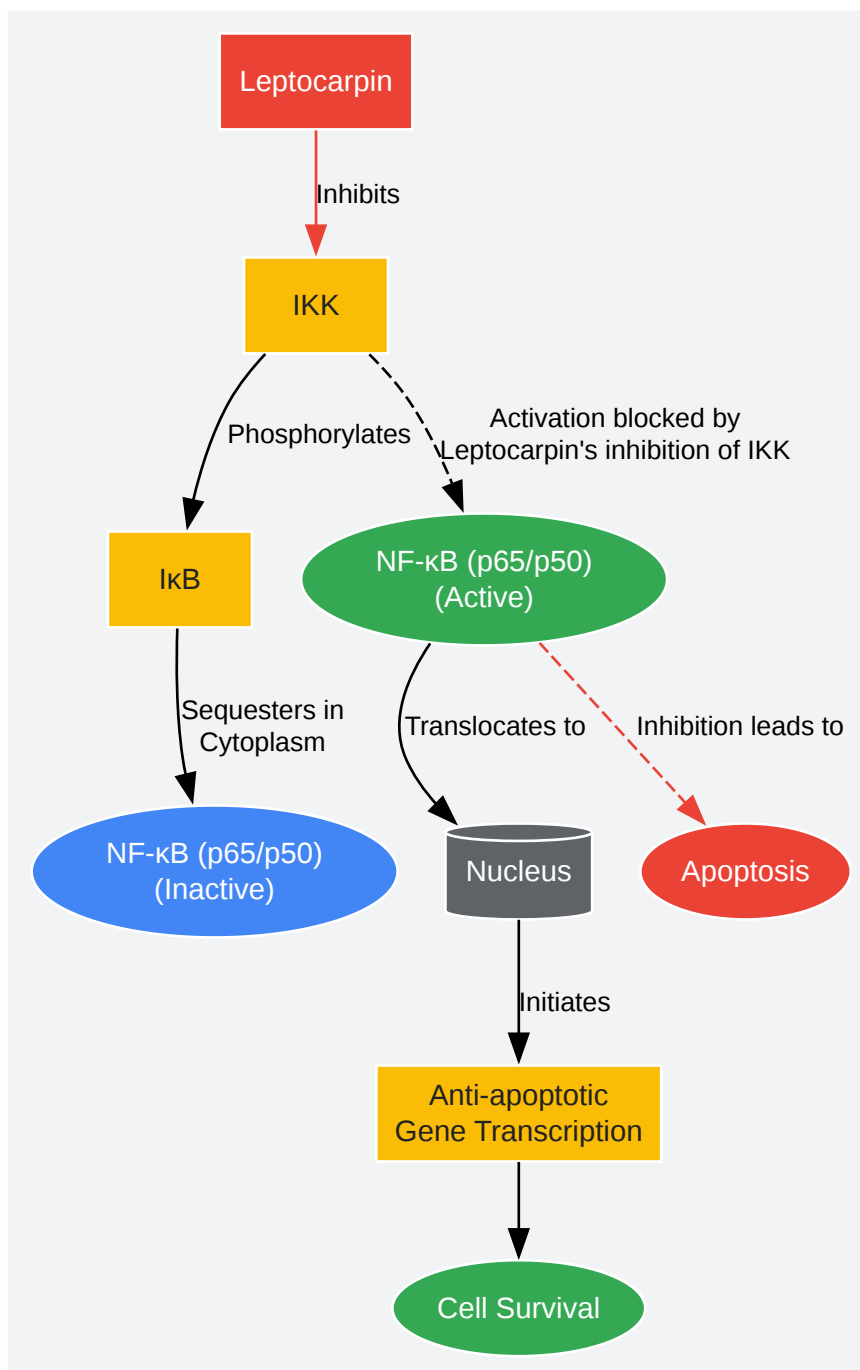 Leptocarpin
Inhibits
IKK
Phosphorylates
Activation blocked by
Leptocarpin's inhibition of IKK
IκB
NF-κB (p65/p50)
(Active)
Sequesters in
Cytoplasm
Translocates to
Inhibition leads to
NF-κB (p65/p50)
(Inactive)
Nucleus
Apoptosis
Initiates
Anti-apoptotic
Gene Transcription
Cell Survival